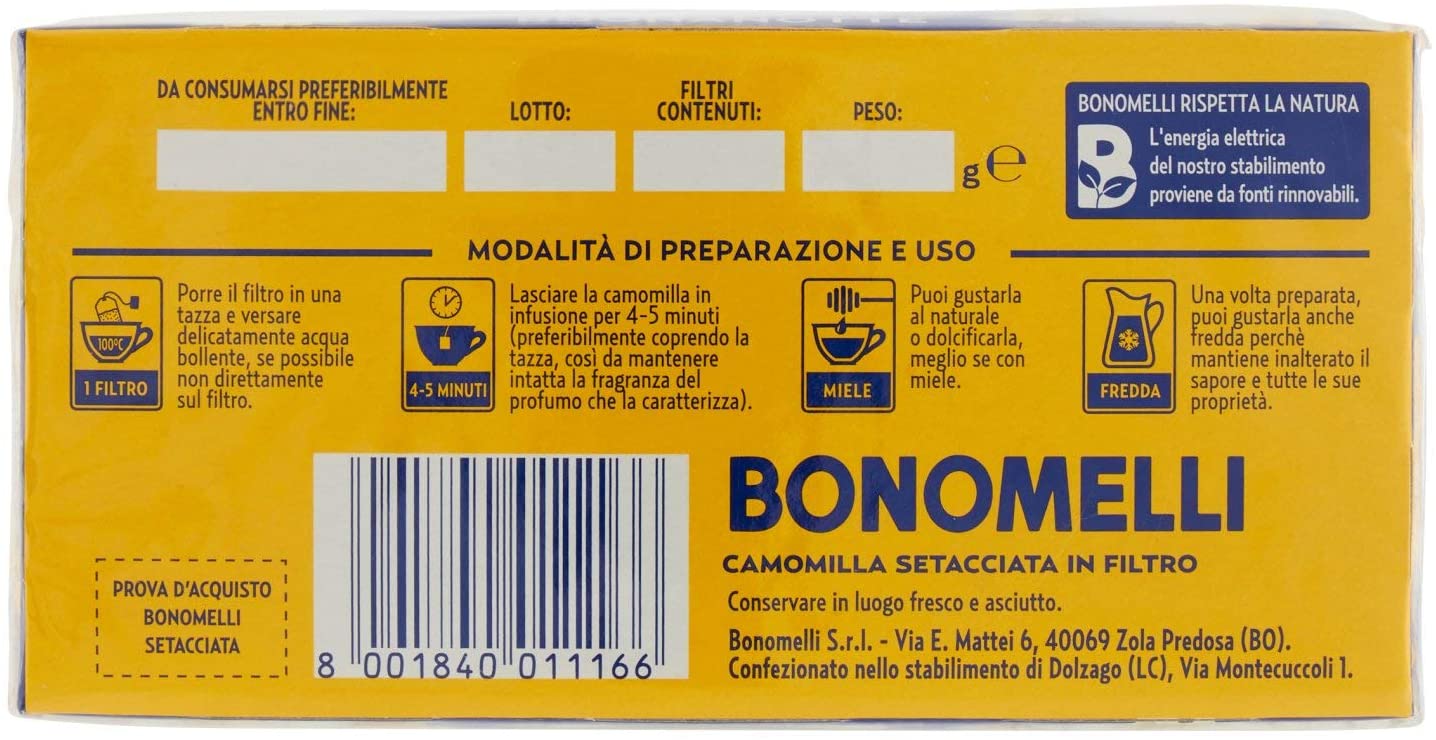 DA CONSUMARSI PREFERIBILMENTE
ENTRO FINE:
LOTTO:
FILTRI
CONTENUTI:
PESO:
g e
BONOMELLI RISPETTA LA NATURA
B
L'energia elettrica
del nostro stabilimento
proviene da fonti rinnovabili.
MODALITÀ DI PREPARAZIONE E USO
100°C
1 FILTRO
Porre il filtro in una
tazza e versare
delicatamente acqua
bollente, se possibile
non direttamente
sul filtro.
4-5 MINUTI
Lasciare la camomilla in
infusione per 4-5 minuti
(preferibilmente coprendo la
tazza, così da mantenere
intatta la fragranza del
profumo che la caratterizza).
MIELE
Puoi gustarla
al naturale
o dolcificarla,
meglio se con
miele.
FREDDA
Una volta preparata,
puoi gustarla anche
fredda perchè
mantiene inalterato il
sapore e tutte le sue
proprietà.
PROVA D'ACQUISTO
BONOMELLI
SETACCIATA
8 001840 011166
BONOMELLI
CAMOMILLA SETACCIATA IN FILTRO
Conservare in luogo fresco e asciutto.
Bonomelli S.r.l. - Via E. Mattei 6, 40069 Zola Predosa (BO).
Confezionato nello stabilimento di Dolzago (LC), Via Montecuccoli 1.